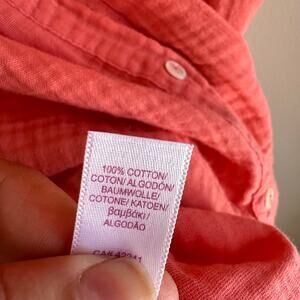 100% COTTON/
COTON/ ALGODÓN/
BAUMWOLLE/
COTONE/ KATOEN/
βαμβάκι/
ALGODÃO